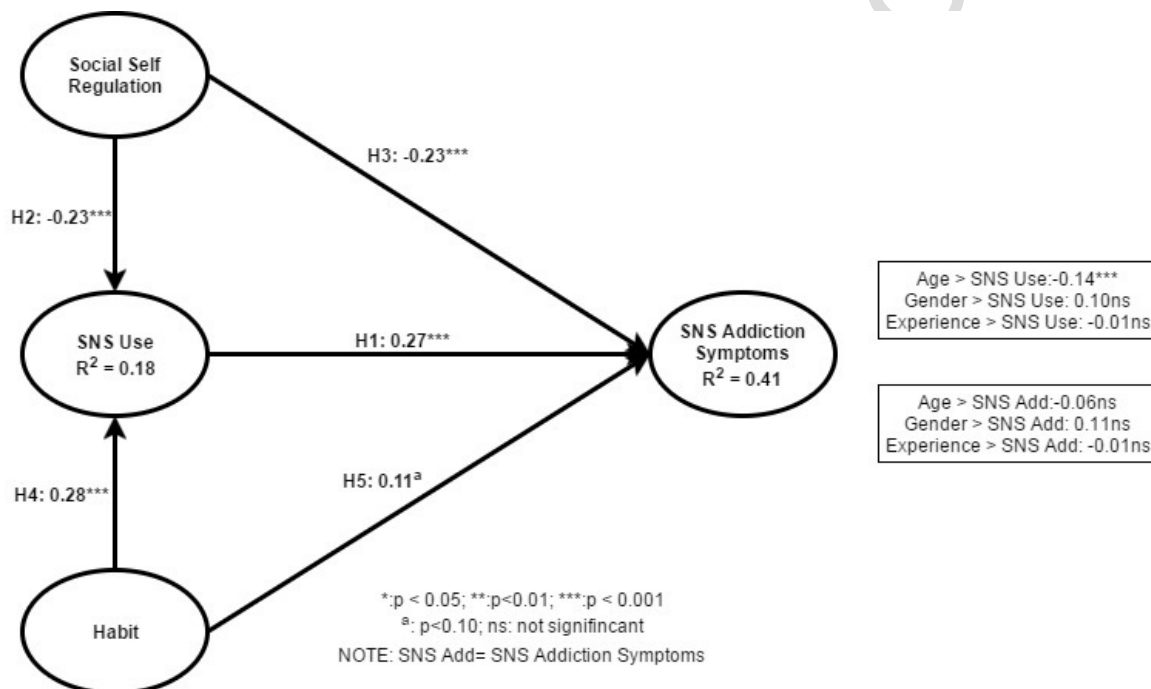 Social Self
Regulation
H3: -0.23***
H2: -0.23***
SNS Use
R² = 0.18
H1: 0.27***
SNS Addiction
Symptoms
R² = 0.41
Age > SNS Use:-0.14***
Gender > SNS Use: 0.10ns
Experience > SNS Use: -0.01ns
Age > SNS Add:-0.06ns
Gender > SNS Add: 0.11ns
Experience > SNS Add: -0.01ns
H4: 0.28***
H5: 0.11ª
Habit
*:p < 0.05; **:p<0.01; ***:p < 0.001
ª: p<0.10; ns: not signifincant
NOTE: SNS Add= SNS Addiction Symptoms